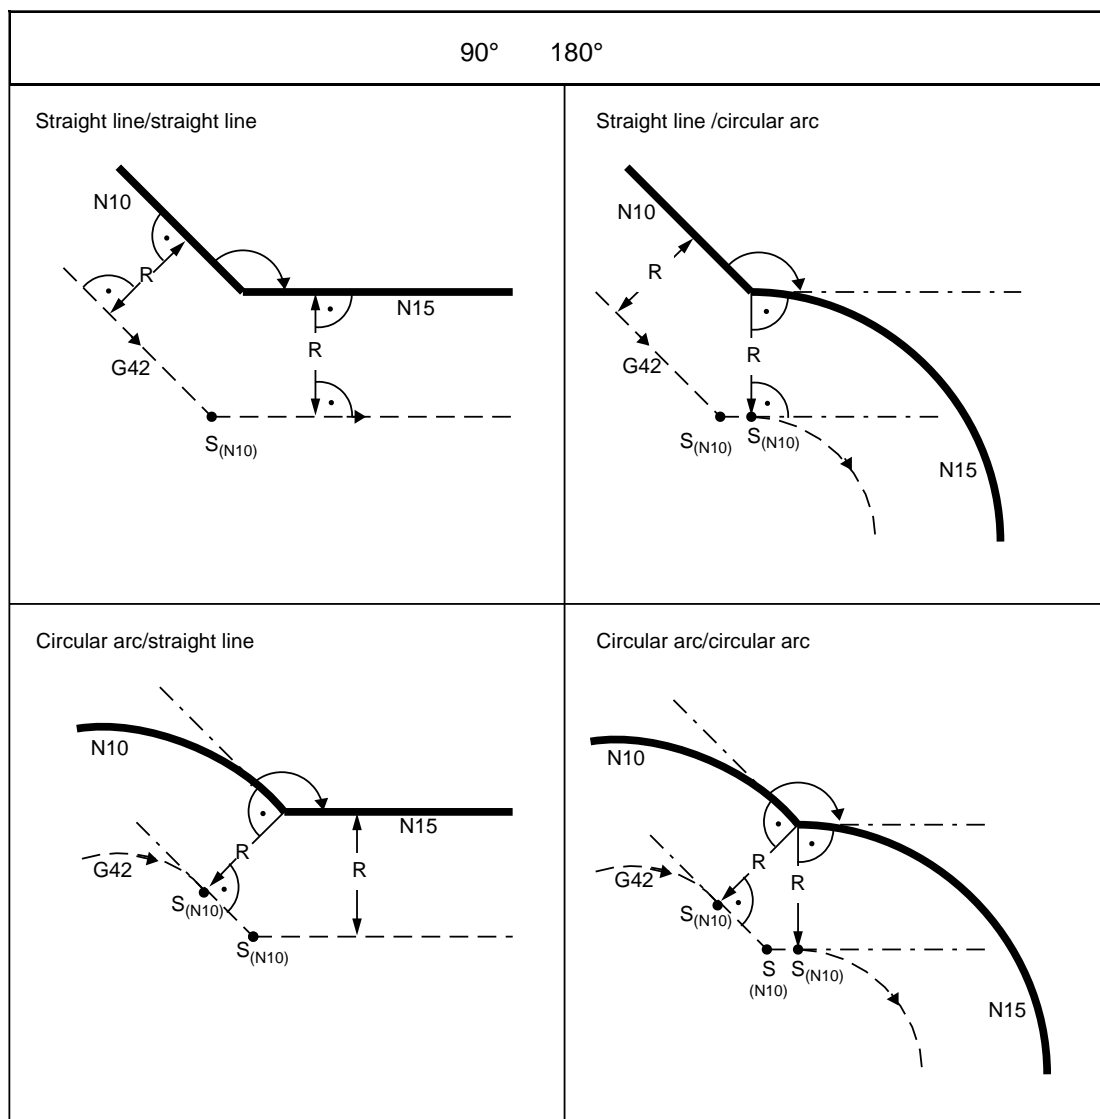 90° 180°
Straight line/straight line
N10
R
N15
R
G42
S(N10)
Straight line /circular arc
N10
R
G42
R
S(N10) S(N10)
N15
Circular arc/straight line
N10
N15
R
R
G42
S(N10)
S(N10)
Circular arc/circular arc
N10
R
G42
R
S(N10)
S
(N10)
S(N10)
N15